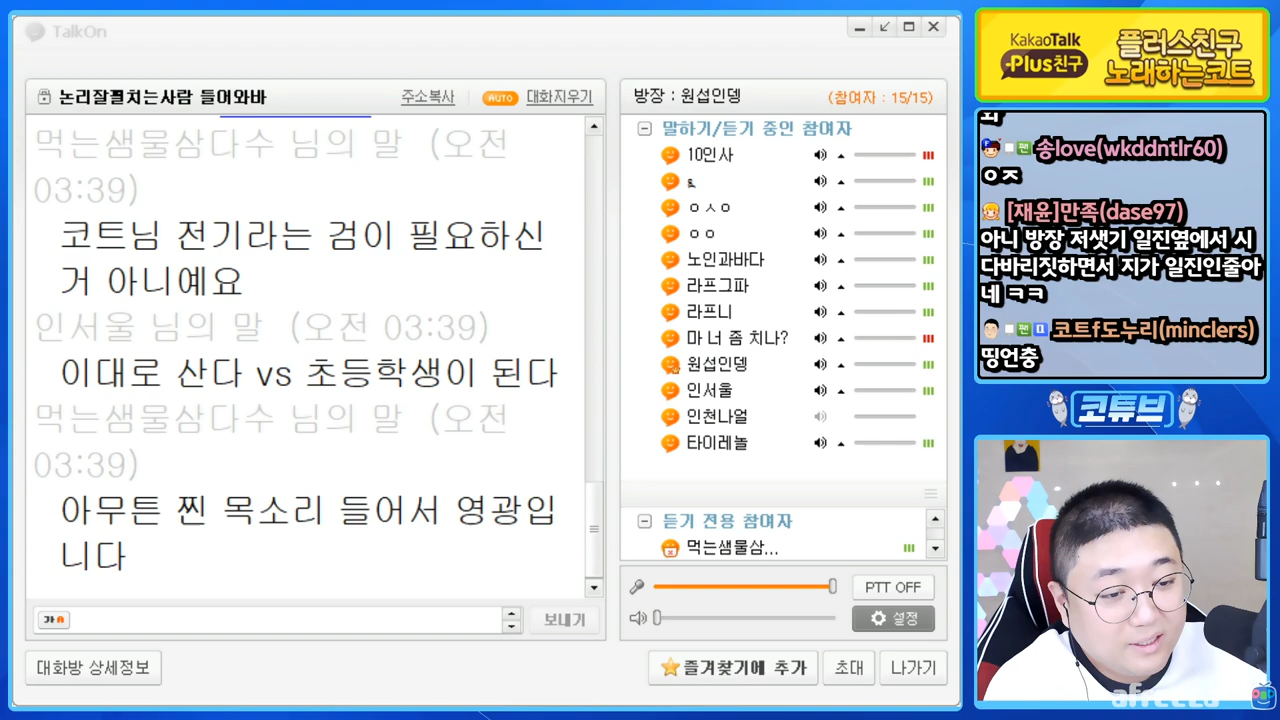 TalkOn
논리잘펼치는사람 들어와바
주소복사
AUTO
대화지우기
먹는샘물삼다수 님의 말 (오전
03:39)
코트님 전기라는 검이 필요하신
거 아니예요
인서울 님의 말 (오전 03:39)
이대로 산다 vs 초등학생이 된다
먹는샘물삼다수 님의 말 (오전
03:39)
아무튼 찐 목소리 들어서 영광입
니다
가A
보내기
대화방 상세정보
방장 : 원섭인뎅
(참여자 : 15/15)
말하기/듣기 중인 참여자
10인사
ㅇㅅㅇ
ㅇㅇ
노인과바다
라프그파
라프니
마 너 좀 치나?
원섭인뎅
인서울
인천나얼
타이레놀
듣기 전용 참여자
먹는샘물삼...
PTT OFF
설정
즐겨찾기에 추가
초대
나가기
KakaoTalk
Plus친구
플러스친구
노래하는코트
팬 송love(wkddntlr60)
ㅇㅈ
[재윤]만족(dase97)
아니 방장 저샛기 일진옆에서 시
다바리짓하면서 지가 일진인줄아
네 ㅋㅋ
팬 코트f도누리(minclers)
띵언충
코튜브
afreeca